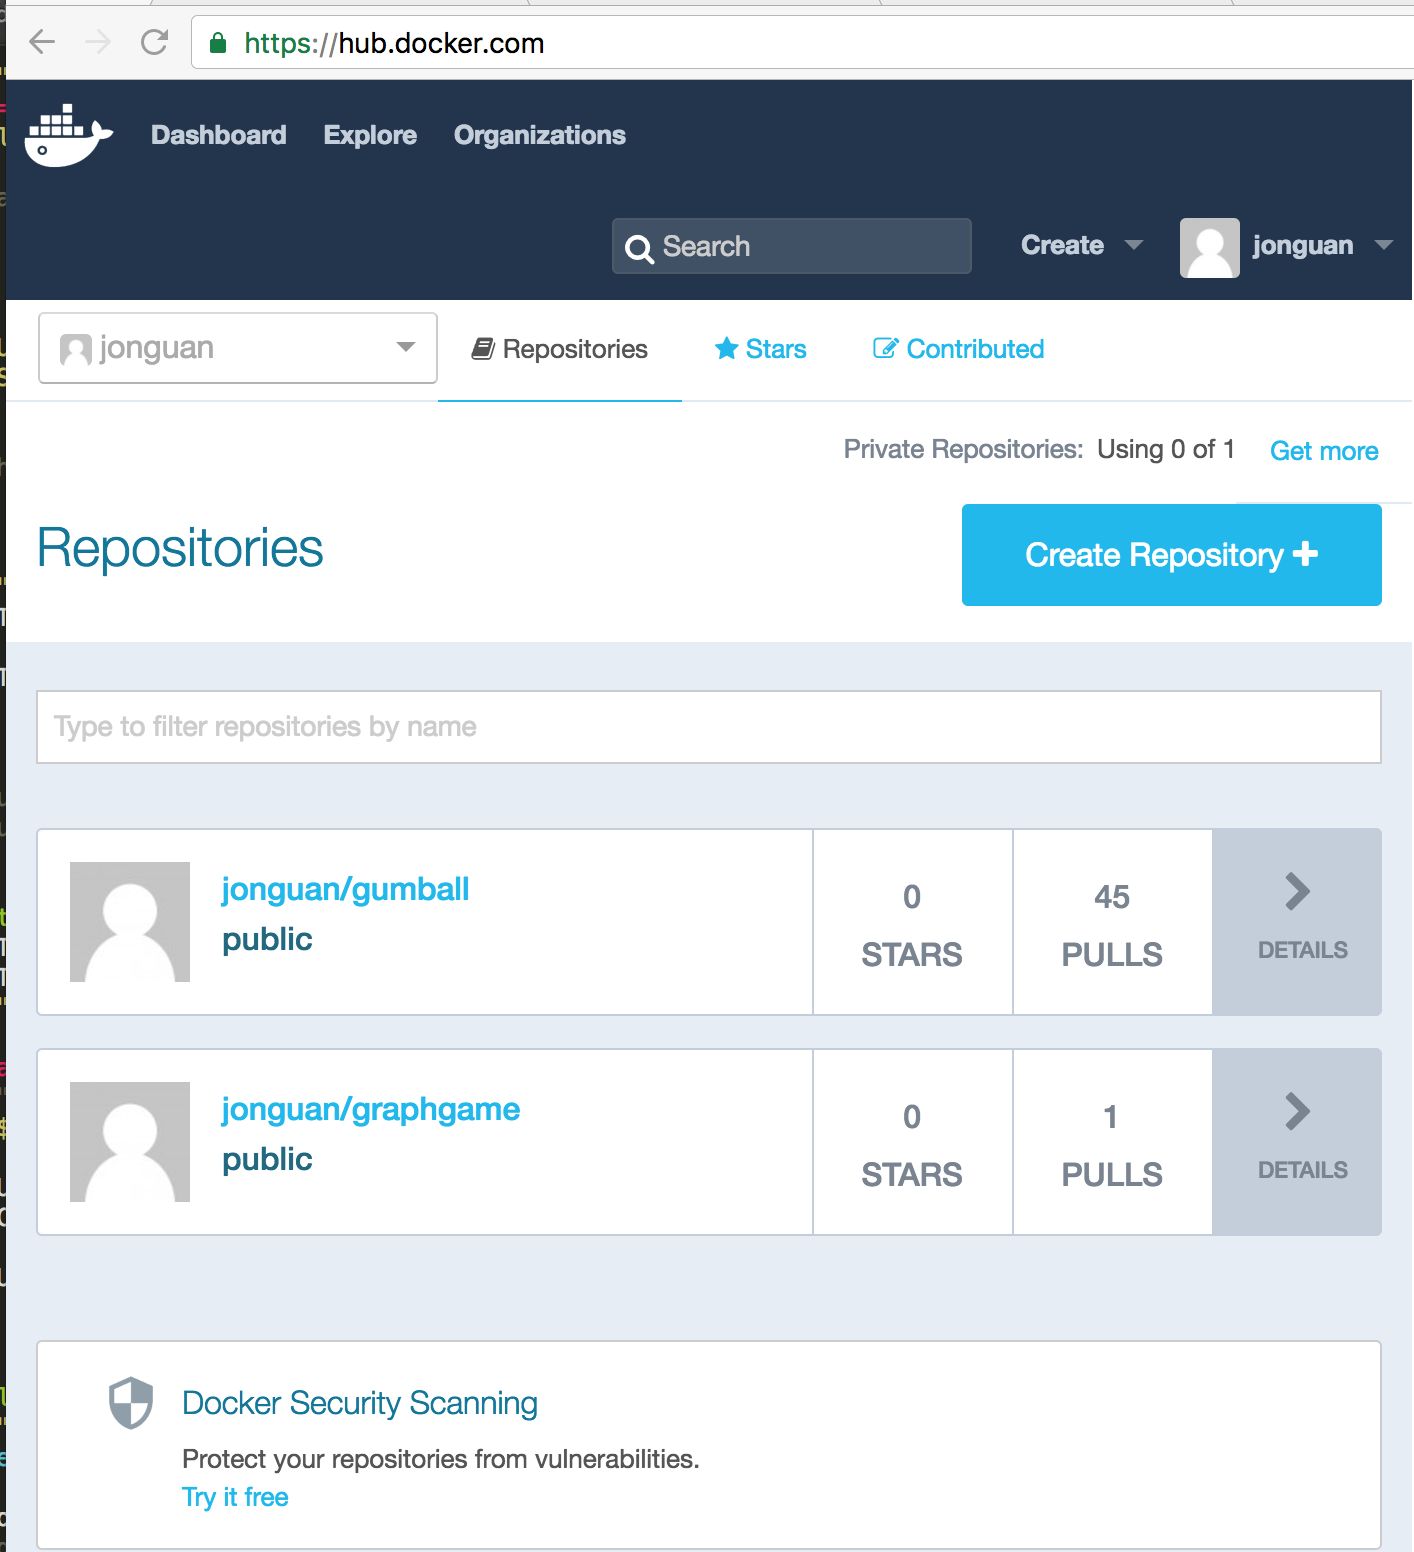 https://hub.docker.com
Dashboard Explore Organizations
Search Create jonguan
jonguan Repositories Stars Contributed
Private Repositories: Using 0 of 1 Get more
Repositories Create Repository
Type to filter repositories by name
jonguan/gumball
public
0
STARS
45
PULLS
DETAILS
jonguan/graphgame
public
0
STARS
1
PULLS
DETAILS
Docker Security Scanning
Protect your repositories from vulnerabilities.
Try it free